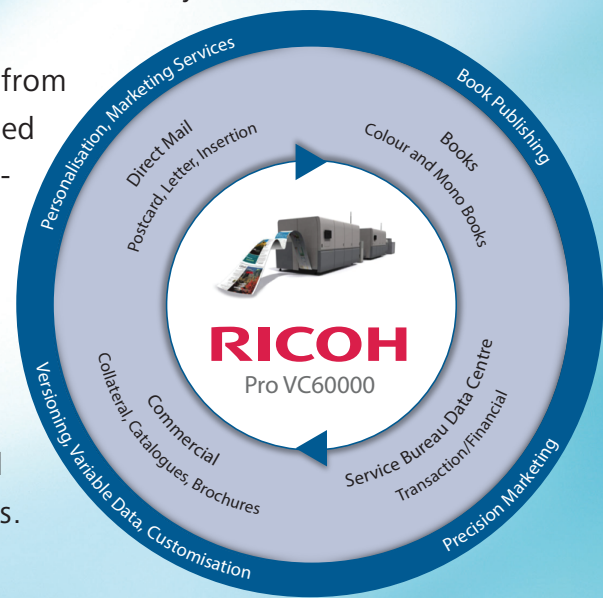 from
ed
-
s.
Personalisation, Marketing Services
Book Publishing
Direct Mail
Postcard, Letter, Insertion
Books
Colour and Mono Books
RICOH
Pro VC60000
Commercial
Collateral, Catalogues, Brochures
Service Bureau Data Centre
Transaction/Financial
Versioning, Variable Data, Customisation
Precision Marketing